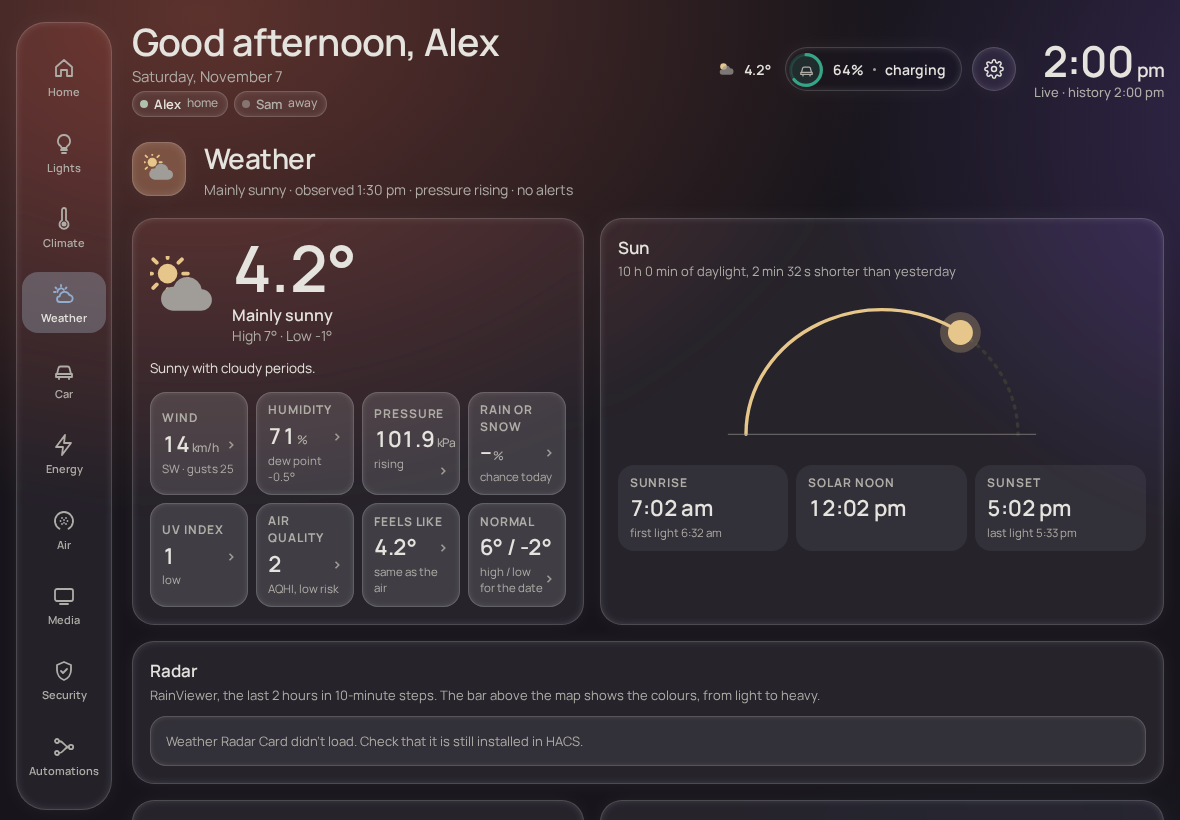 Good afternoon, Alex
Saturday, November 7
Alex home
Sam away
4.2°
64% · charging
2:00 pm
Live · history 2:00 pm
Home
Lights
Climate
Weather
Car
Energy
Air
Media
Security
Automations
Weather
Mainly sunny · observed 1:30 pm · pressure rising · no alerts
4.2°
Mainly sunny
High 7° · Low -1°
Sunny with cloudy periods.
WIND
14 km/h
SW · gusts 25
HUMIDITY
71 %
dew point
-0.5°
PRESSURE
101.9 kPa
rising
RAIN OR
SNOW
–%
chance today
UV INDEX
1
low
AIR
QUALITY
2
AQHI, low risk
FEELS LIKE
4.2°
same as the
air
NORMAL
6° / -2°
high / low
for the date
Sun
10 h 0 min of daylight, 2 min 32 s shorter than yesterday
SUNRISE
7:02 am
first light 6:32 am
SOLAR NOON
12:02 pm
SUNSET
5:02 pm
last light 5:33 pm
Radar
RainViewer, the last 2 hours in 10-minute steps. The bar above the map shows the colours, from light to heavy.
Weather Radar Card didn't load. Check that it is still installed in HACS.